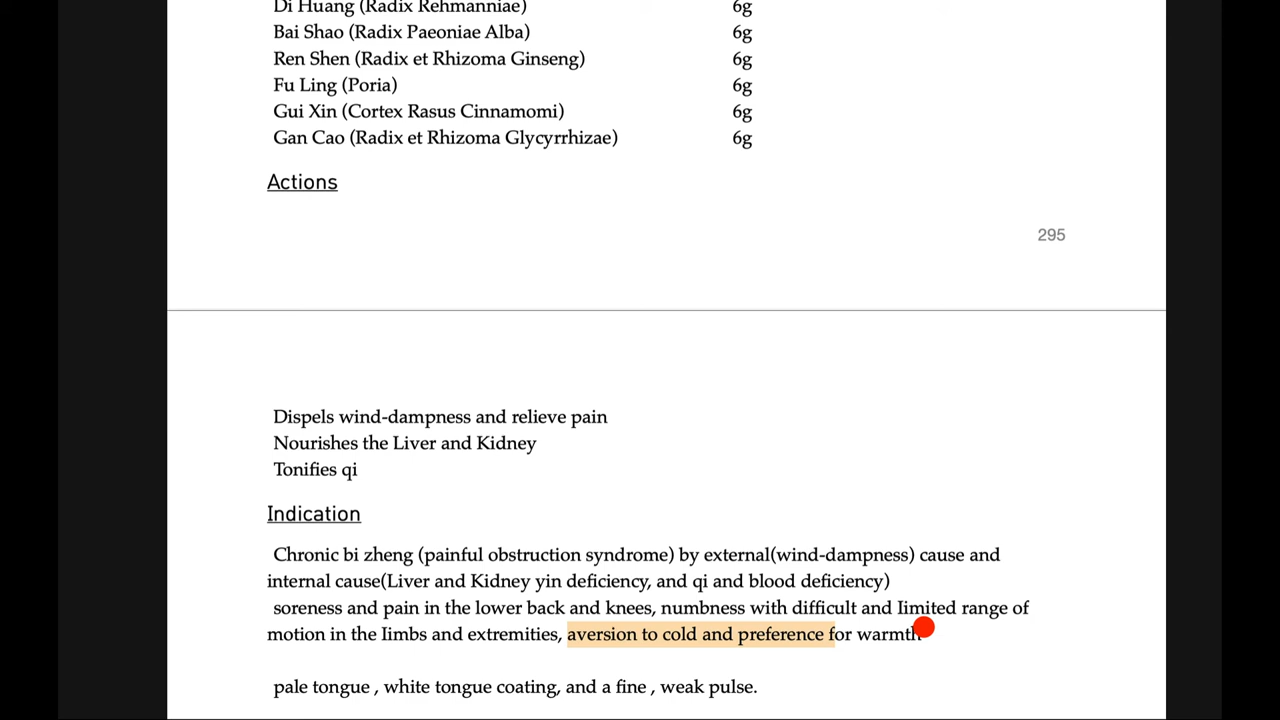 Di Huang (Radix Rehmanniae) 6g
Bai Shao (Radix Paeoniae Alba) 6g
Ren Shen (Radix et Rhizoma Ginseng) 6g
Fu Ling (Poria) 6g
Gui Xin (Cortex Rasus Cinnamomi) 6g
Gan Cao (Radix et Rhizoma Glycyrrhizae) 6g
Actions
295
Dispels wind-dampness and relieve pain
Nourishes the Liver and Kidney
Tonifies qi
Indication
Chronic bi zheng (painful obstruction syndrome) by external(wind-dampness) cause and
internal cause(Liver and Kidney yin deficiency, and qi and blood deficiency)
soreness and pain in the lower back and knees, numbness with difficult and Iimited range of
motion in the Iimbs and extremities, aversion to cold and preference for warmth
pale tongue , white tongue coating, and a fine , weak pulse.